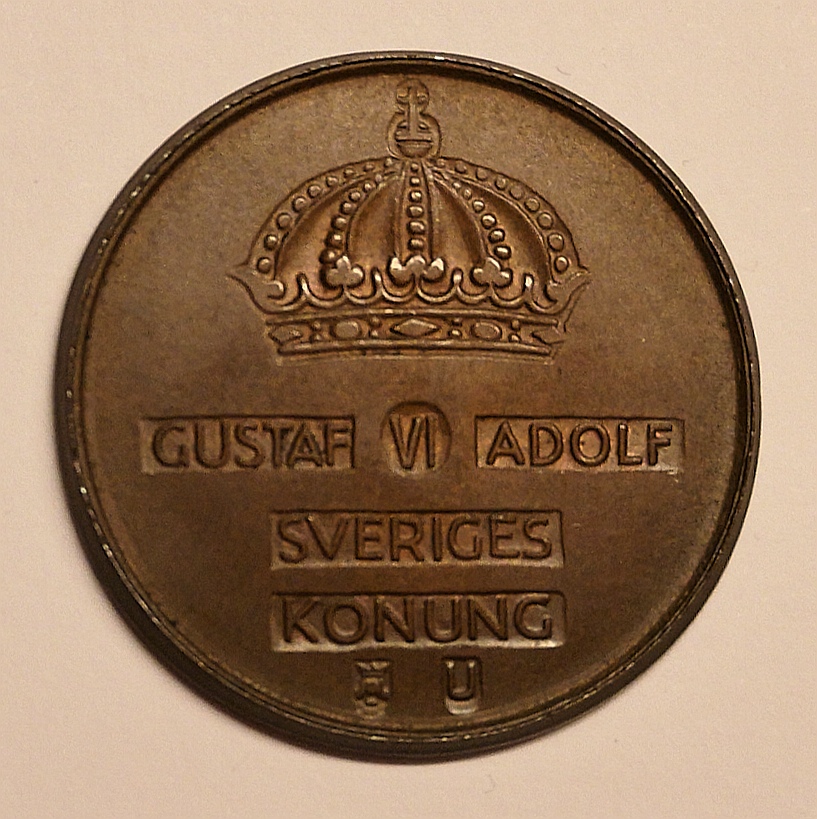 GUSTAF VI ADOLF
SVERIGES
KONUNG
U